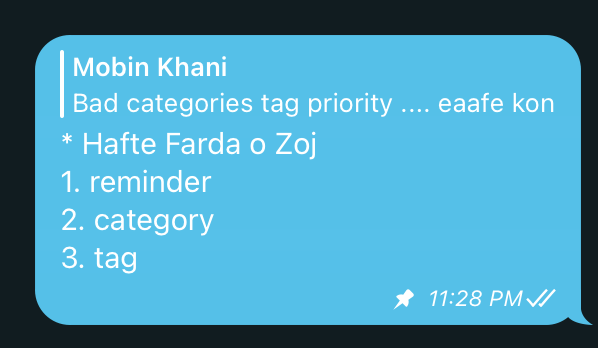 Mobin Khani
Bad categories tag priority .... eaafe kon
* Hafte Farda o Zoj
1. reminder
2. category
3. tag
11:28 PM